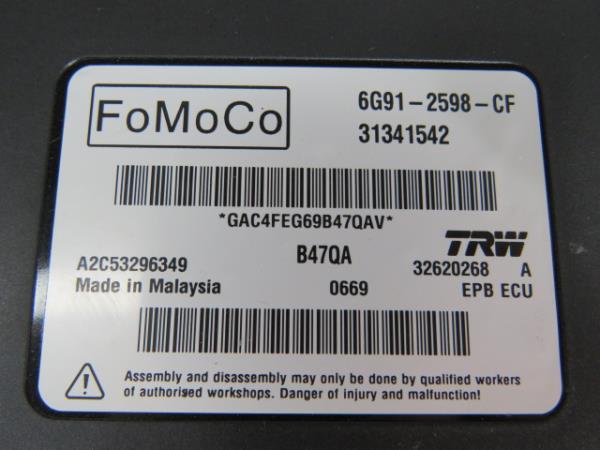 FoMoCo
6G91-2598-CF
31341542
*GAC4FEG69B47QAV*
TRW
A2C53296349
B47QA
32620268 A
Made in Malaysia
0669
EPB ECU
Assembly and disassembly may only be done by qualified workers
of authorised workshops. Danger of injury and malfunction!